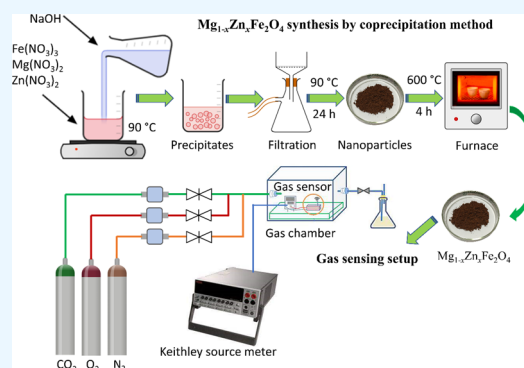 NaOH
Mg₁₋ₓZnₓFe₂O₄ synthesis by coprecipitation method
Fe(NO₃)₃
Mg(NO₃)₂
Zn(NO₃)₂
90 °C
90 °C
24 h
600 °C
4 h
Precipitates
Filtration
Nanoparticles
Furnace
Gas sensor
Gas chamber
Gas sensing setup
Mg₁₋ₓZnₓFe₂O₄
Keithley source meter
CO₂ O₂ N₂